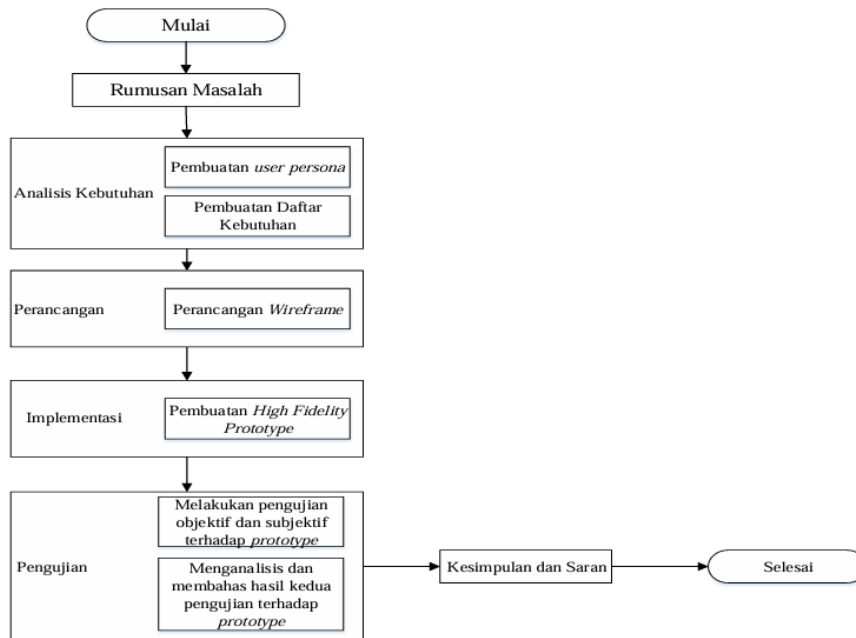 Mulai
Rumusan Masalah
Analisis Kebutuhan
Pembuatan user persona
Pembuatan Daftar
Kebutuhan
Perancangan
Perancangan Wireframe
Implementasi
Pembuatan High Fidelity
Prototype
Pengujian
Melakukan pengujian
objektif dan subjektif
terhadap prototype
Menganalisis dan
membahas hasil kedua
pengujian terhadap
prototype
Kesimpulan dan Saran
Selesai